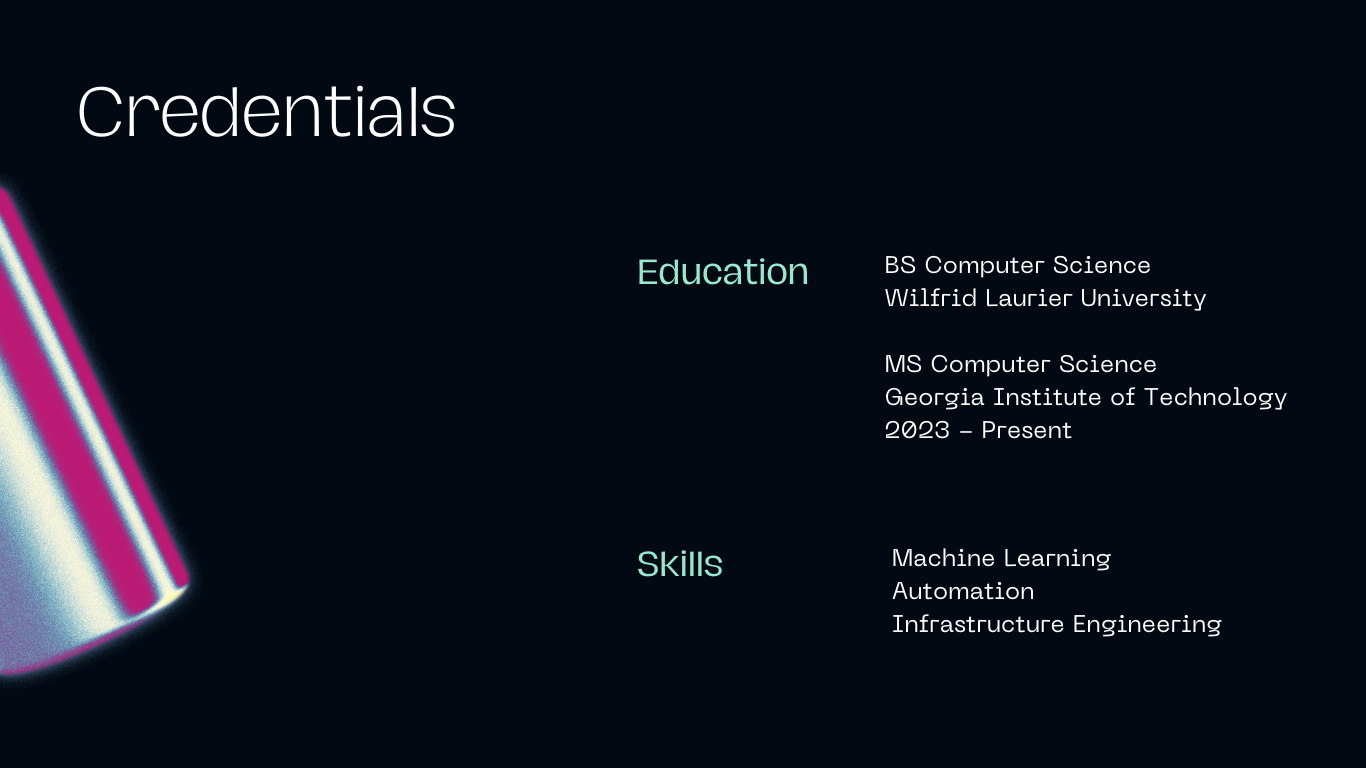 Credentials
Education
BS Computer Science
Wilfrid Laurier University
MS Computer Science
Georgia Institute of Technology
2023 – Present
Skills
Machine Learning
Automation
Infrastructure Engineering